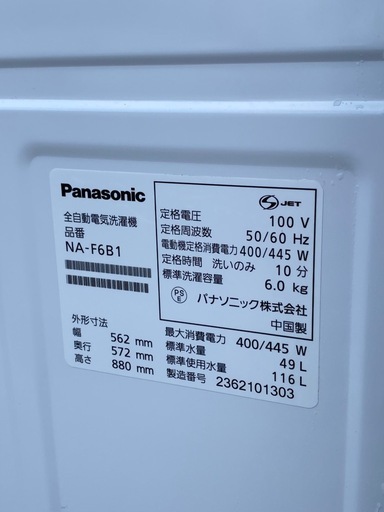 Panasonic
全自動電気洗濯機
品番
NA-F6B1
外形寸法
幅 562 mm
奥行 572 mm
高さ 880 mm
JET
定格電圧 100 V
定格周波数 50/60 Hz
電動機定格消費電力 400/445 W
定格時間 洗いのみ 10 分
標準洗濯容量 6.0 kg
PS
E
パナソニック株式会社
中国製
最大消費電力 400/445 W
標準水量 49 L
標準使用水量 116 L
製造番号 2362101303